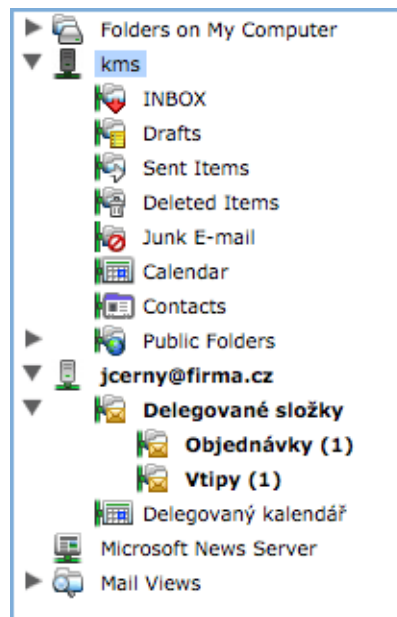 Folders on My Computer
kms
INBOX
Drafts
Sent Items
Deleted Items
Junk E-mail
Calendar
Contacts
Public Folders
jcerny@firma.cz
Delegované složky
Objednávky (1)
Vtipy (1)
Delegovaný kalendář
Microsoft News Server
Mail Views